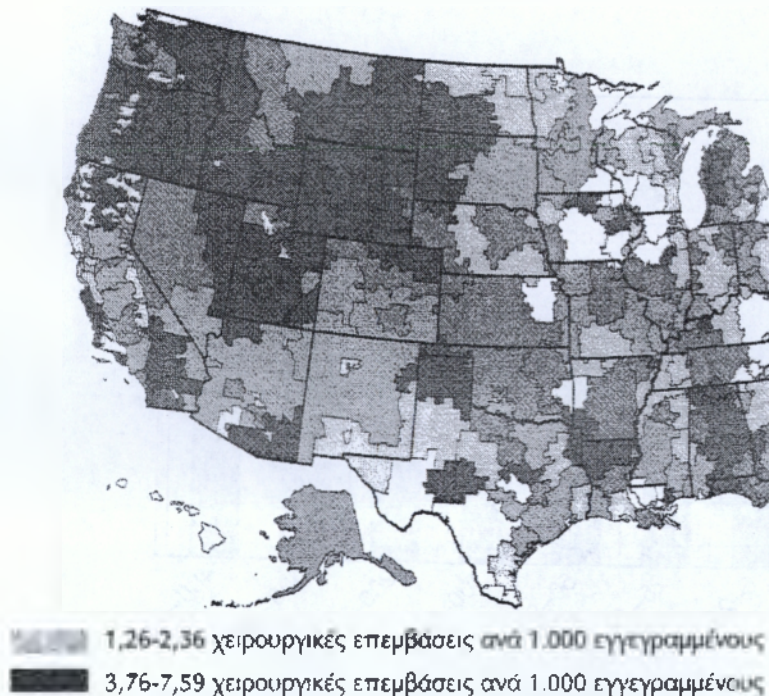 1,26-2,36 χειρουργικές επεμβάσεις ανά 1.000 εγγεγραμμένους
3,76-7,59 χειρουργικές επεμβάσεις ανά 1.000 εγγεγραμμένους